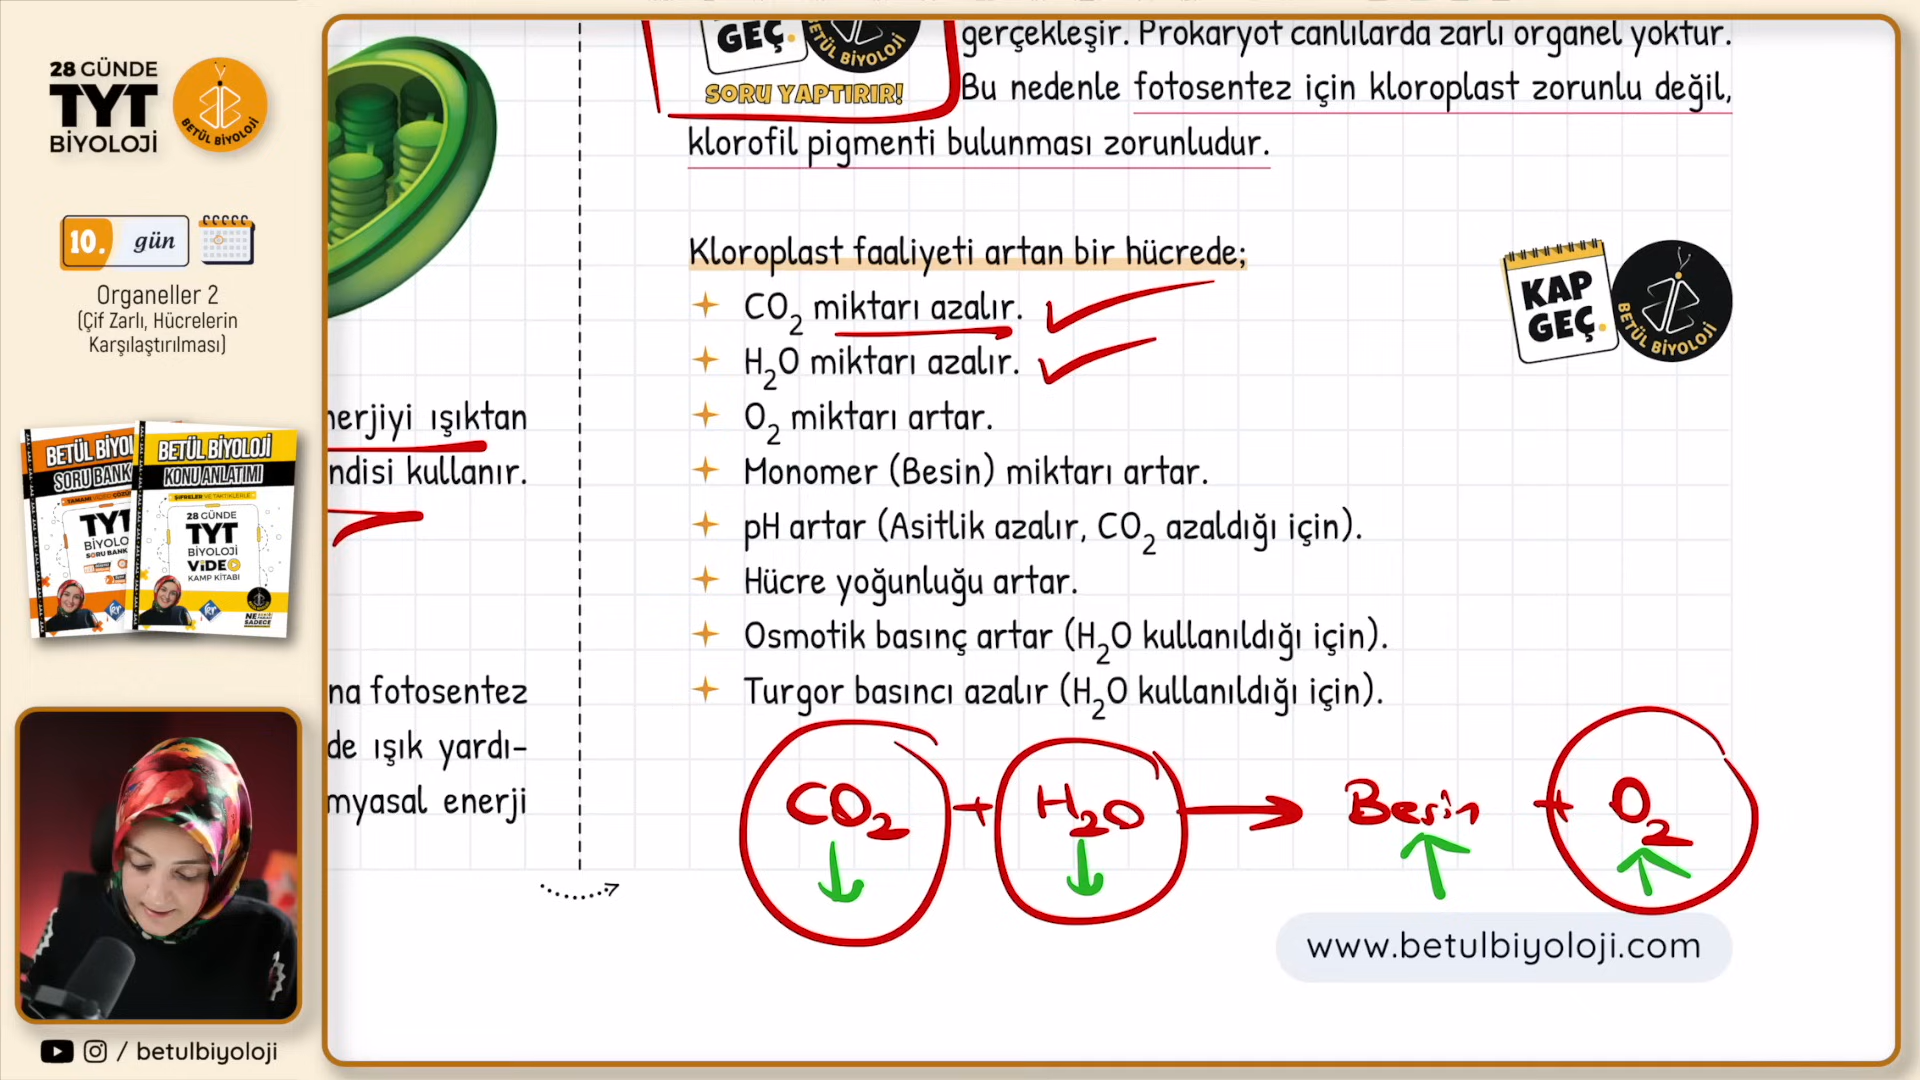 28 GÜNDE
TYT
BİYOLOJİ
BETÜL BİYOLOJİ
10. gün
Organeller 2
(Çif Zarlı, Hücrelerin
Karşılaştırılması)
BETÜL BİYOLOJİ
KONU ANLATIMI
28 GÜNDE
TYT
BİYOLOJİ
VİDEO
KAMP KİTABI
SORU BANK
TYT
/ betulbiyoloji
nerjiyi ışıktan
ndisi kullanır.
na fotosentez
de ışık yardı-
myasal enerji
GEÇ.
BETÜL BİYOLOJİ
SORU YAPTIRIR!
gerçekleşir. Prokaryot canlılarda zarlı organel yoktur.
Bu nedenle fotosentez için kloroplast zorunlu değil,
klorofil pigmenti bulunması zorunludur.
Kloroplast faaliyeti artan bir hücrede;
CO₂ miktarı azalır.
H₂O miktarı azalır.
O₂ miktarı artar.
Monomer (Besin) miktarı artar.
pH artar (Asitlik azalır, CO₂ azaldığı için).
Hücre yoğunluğu artar.
Osmotik basınç artar (H₂O kullanıldığı için).
Turgor basıncı azalır (H₂O kullanıldığı için).
KAP
GEÇ.
BETÜL BİYOLOJİ
CO₂ + H₂O → Besin + O₂
www.betulbiyoloji.com